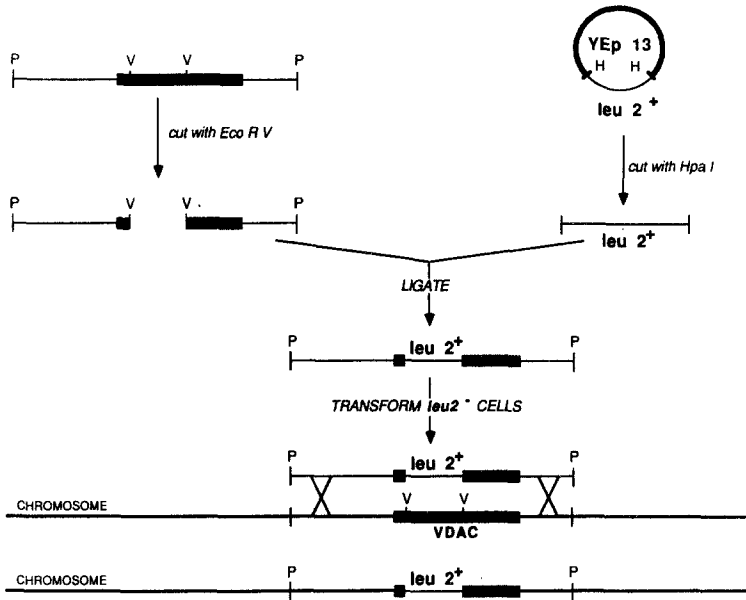 P V V P
YEp 13
H H
leu 2⁺
cut with Eco R V
cut with Hpa I
P V V P
leu 2⁺
LIGATE
P leu 2⁺ P
TRANSFORM leu2⁻ CELLS
P leu 2⁺ P
CHROMOSOME
V V
VDAC
CHROMOSOME
P leu 2⁺ P